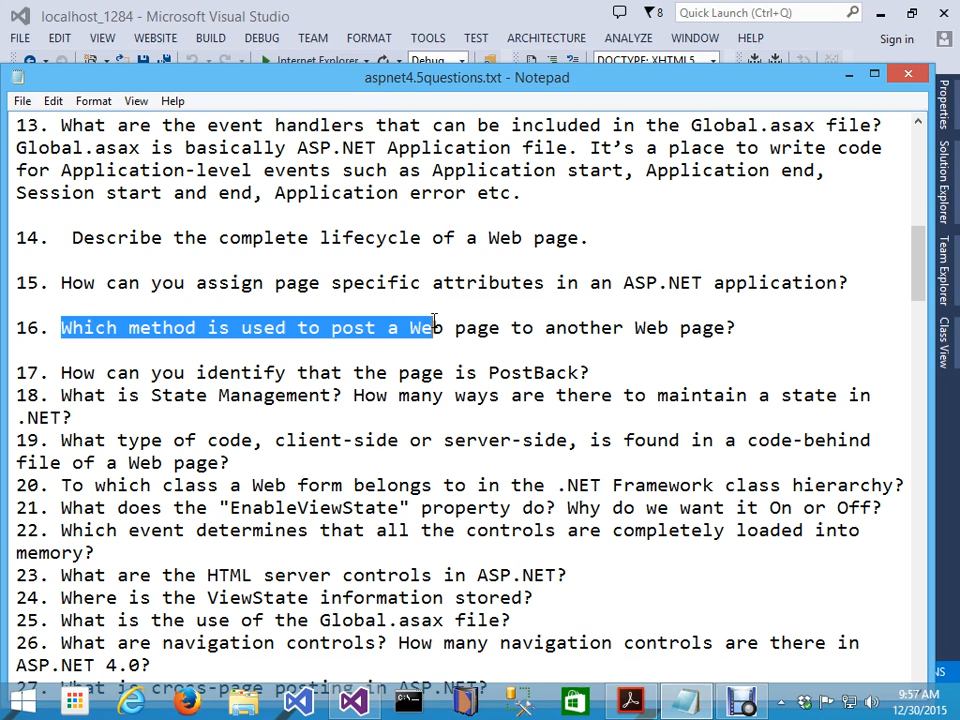 localhost_1284 - Microsoft Visual Studio
8
Quick Launch (Ctrl+Q)
FILE EDIT VIEW WEBSITE BUILD DEBUG TEAM FORMAT TOOLS TEST ARCHITECTURE ANALYZE WINDOW HELP Sign in
Internet Explorer Debug DOCTYPE: XHTML5
aspnet4.5questions.txt - Notepad
File Edit Format View Help
13. What are the event handlers that can be included in the Global.asax file?
Global.asax is basically ASP.NET Application file. It’s a place to write code
for Application-level events such as Application start, Application end,
Session start and end, Application error etc.
14.  Describe the complete lifecycle of a Web page.
15. How can you assign page specific attributes in an ASP.NET application?
16. Which method is used to post a Web page to another Web page?
17. How can you identify that the page is PostBack?
18. What is State Management? How many ways are there to maintain a state in
.NET?
19. What type of code, client-side or server-side, is found in a code-behind
file of a Web page?
20. To which class a Web form belongs to in the .NET Framework class hierarchy?
21. What does the "EnableViewState" property do? Why do we want it On or Off?
22. Which event determines that all the controls are completely loaded into
memory?
23. What are the HTML server controls in ASP.NET?
24. Where is the ViewState information stored?
25. What is the use of the Global.asax file?
26. What are navigation controls? How many navigation controls are there in
ASP.NET 4.0?
27. What is cross-page posting in ASP.NET?
Properties
Solution Explorer
Team Explorer
Class View
NS
9:57 AM
12/30/2015